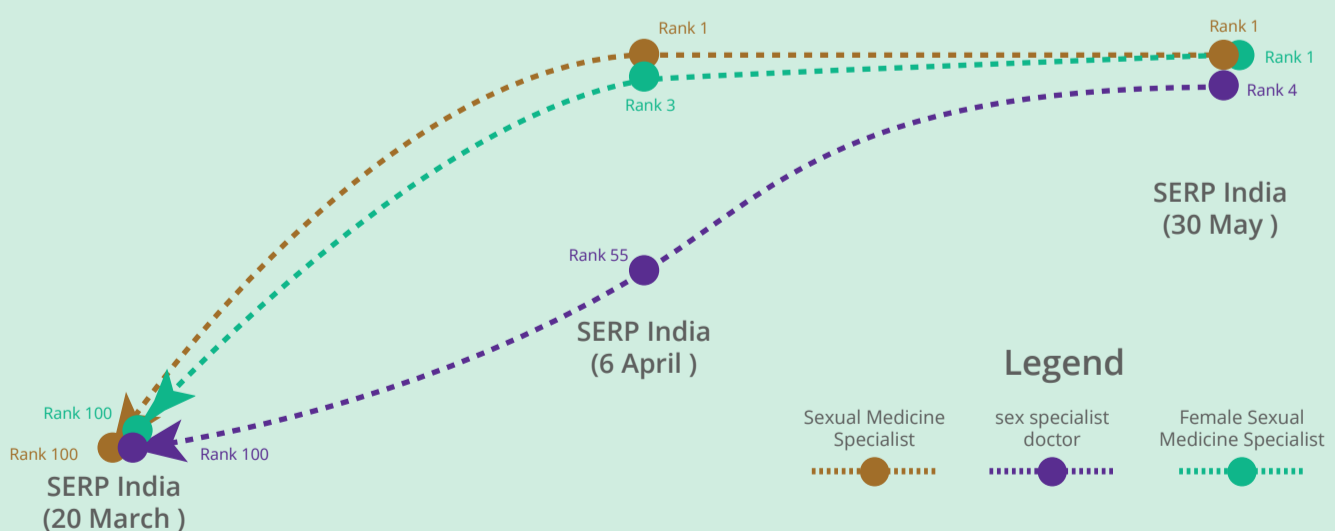 Rank 1
Rank 3
Rank 1
Rank 1
Rank 4
SERP India
(30 May )
Rank 55
SERP India
(6 April )
Legend
Sexual Medicine
Specialist
sex specialist
doctor
Female Sexual
Medicine Specialist
Rank 100
Rank 100
Rank 100
SERP India
(20 March )